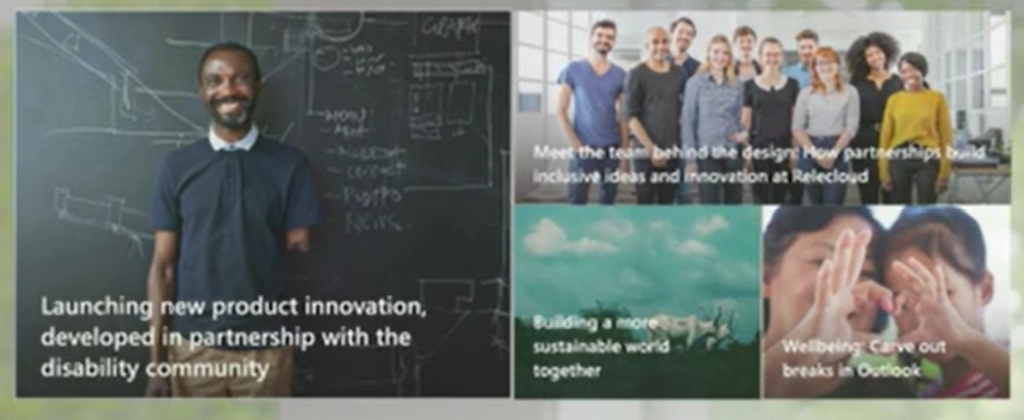 Launching new product innovation,
developed in partnership with the
disability community
Meet the team behind the design: How partnerships build
inclusive ideas and innovation at Relecloud
Building a more
sustainable world
together
Wellbeing: Carve out
breaks in Outlook